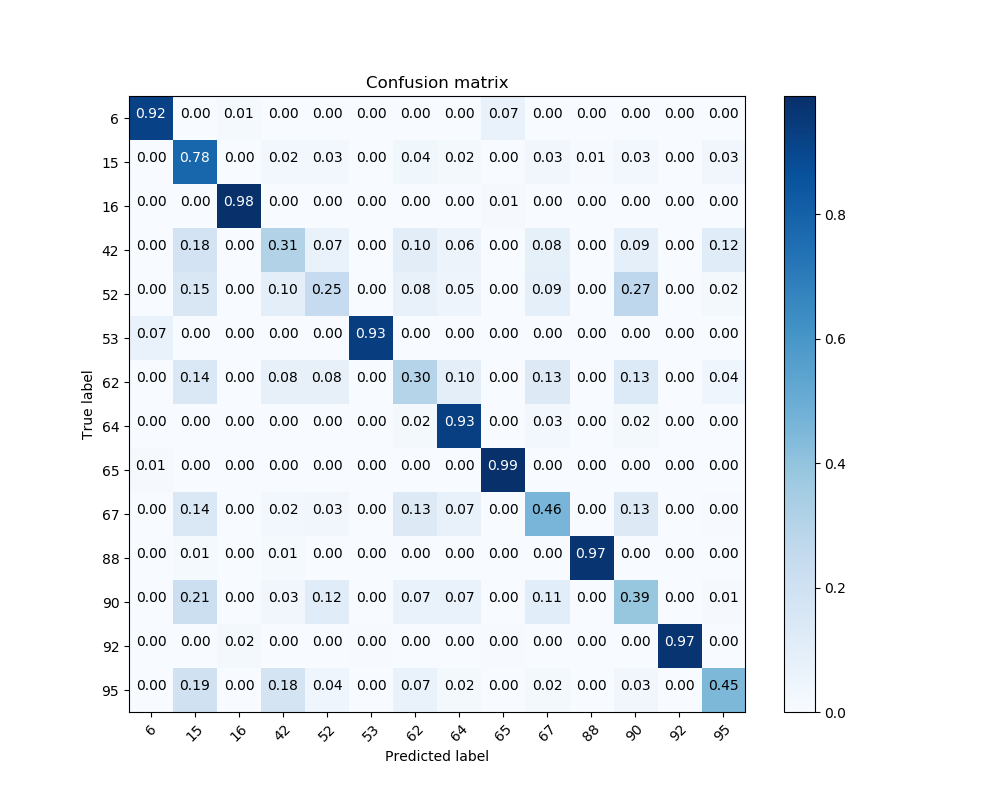 Confusion matrix
6 0.92 0.00 0.01 0.00 0.00 0.00 0.00 0.00 0.07 0.00 0.00 0.00 0.00 0.00
15 0.00 0.78 0.00 0.02 0.03 0.00 0.04 0.02 0.00 0.03 0.01 0.03 0.00 0.03
16 0.00 0.00 0.98 0.00 0.00 0.00 0.00 0.00 0.01 0.00 0.00 0.00 0.00 0.00
42 0.00 0.18 0.00 0.31 0.07 0.00 0.10 0.06 0.00 0.08 0.00 0.09 0.00 0.12
52 0.00 0.15 0.00 0.10 0.25 0.00 0.08 0.05 0.00 0.09 0.00 0.27 0.00 0.02
53 0.07 0.00 0.00 0.00 0.00 0.93 0.00 0.00 0.00 0.00 0.00 0.00 0.00 0.00
62 0.00 0.14 0.00 0.08 0.08 0.00 0.30 0.10 0.00 0.13 0.00 0.13 0.00 0.04
64 0.00 0.00 0.00 0.00 0.00 0.00 0.02 0.93 0.00 0.03 0.00 0.02 0.00 0.00
65 0.01 0.00 0.00 0.00 0.00 0.00 0.00 0.00 0.99 0.00 0.00 0.00 0.00 0.00
67 0.00 0.14 0.00 0.02 0.03 0.00 0.13 0.07 0.00 0.46 0.00 0.13 0.00 0.00
88 0.00 0.01 0.00 0.01 0.00 0.00 0.00 0.00 0.00 0.00 0.97 0.00 0.00 0.00
90 0.00 0.21 0.00 0.03 0.12 0.00 0.07 0.07 0.00 0.11 0.00 0.39 0.00 0.01
92 0.00 0.00 0.02 0.00 0.00 0.00 0.00 0.00 0.00 0.00 0.00 0.00 0.97 0.00
95 0.00 0.19 0.00 0.18 0.04 0.00 0.07 0.02 0.00 0.02 0.00 0.03 0.00 0.45
6 15 16 42 52 53 62 64 65 67 88 90 92 95
Predicted label
True label
0.8
0.6
0.4
0.2
0.0